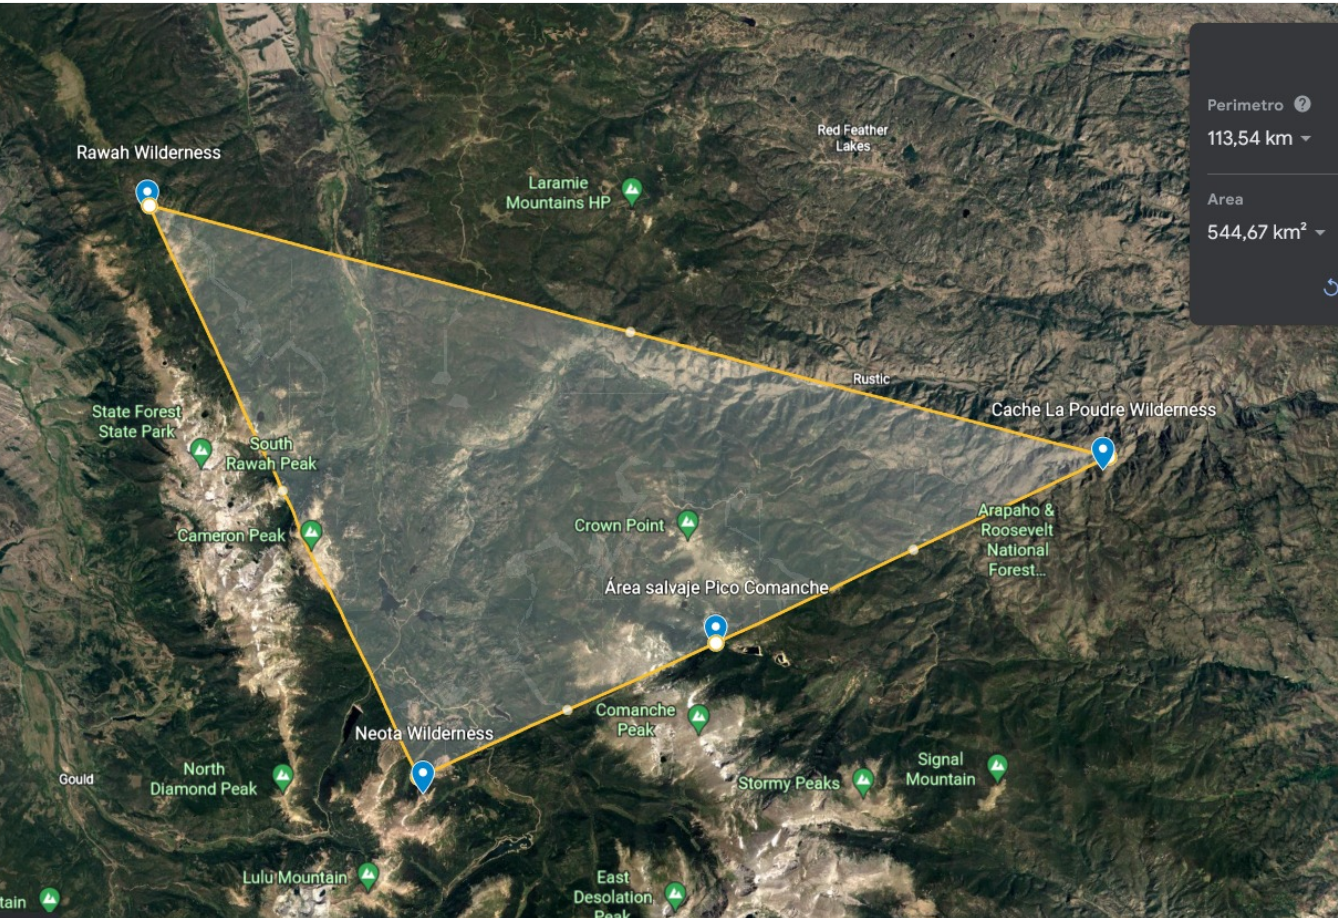 Perimetro
113,54 km
Area
544,67 km²
Red Feather
Lakes
Rawah Wilderness
Laramie
Mountains HP
Rustic
Cache La Poudre Wilderness
State Forest
State Park
South
Rawah Peak
Cameron Peak
Crown Point
Arapaho &
Roosevelt
National
Forest...
Área salvaje Pico Comanche
Comanche
Peak
Neota Wilderness
Gould
North
Diamond Peak
Stormy Peaks
Signal
Mountain
Lulu Mountain
East
Desolation
Peak
tain